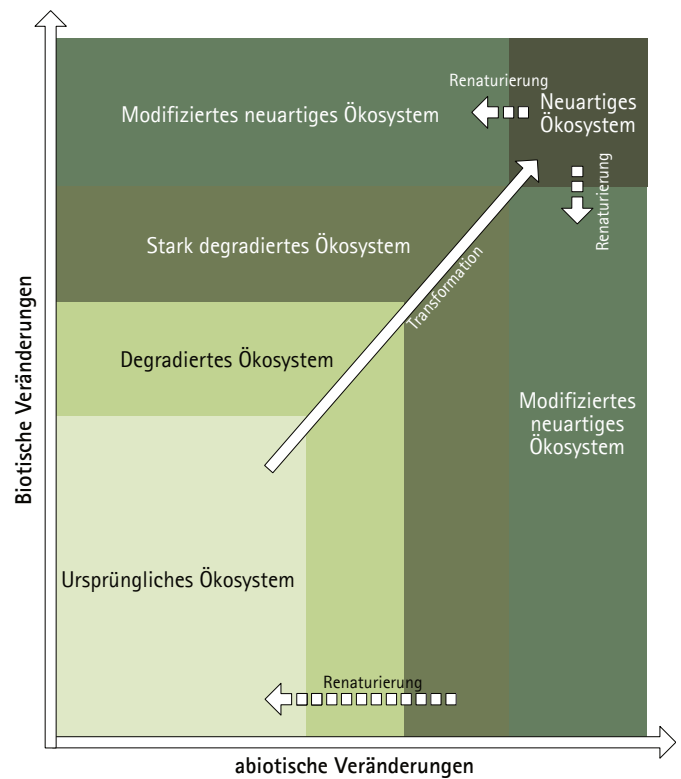 Renaturierung
Neuartiges
Ökosystem
Modifiziertes neuartiges Ökosystem
Renaturierung
Stark degradiertes Ökosystem
Transformation
Degradiertes Ökosystem
Modifiziertes
neuartiges
Ökosystem
Biotische Veränderungen
Ursprüngliches Ökosystem
Renaturierung
abiotische Veränderungen